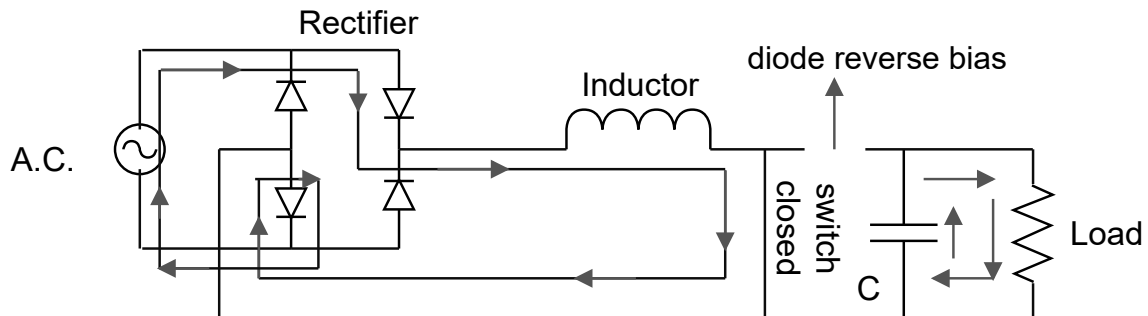 Rectifier
diode reverse bias
Inductor
A.C.
switch
closed
Load
C